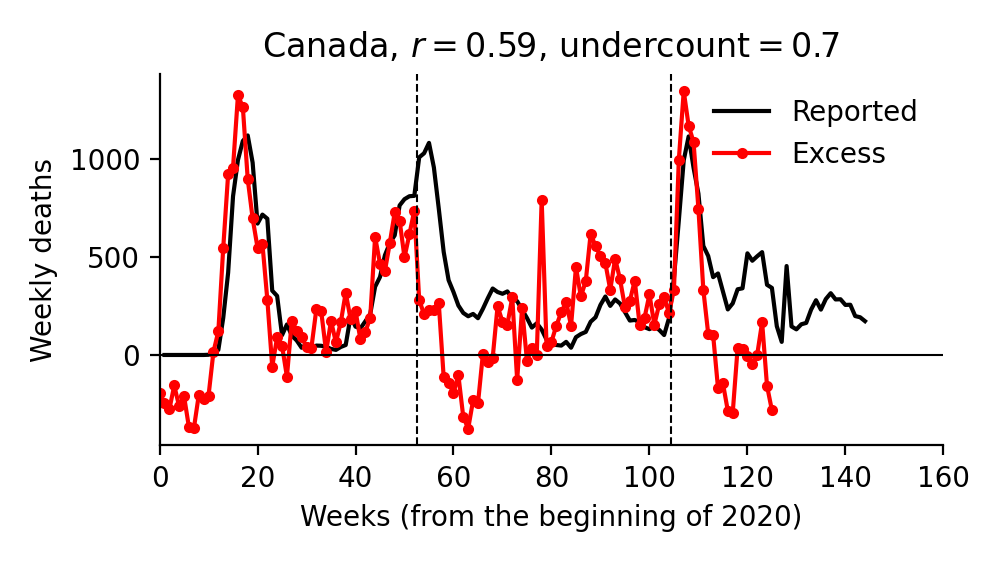 Canada, r = 0.59, undercount = 0.7
Reported
Excess
Weekly deaths
1000
500
0
0 20 40 60 80 100 120 140 160
Weeks (from the beginning of 2020)